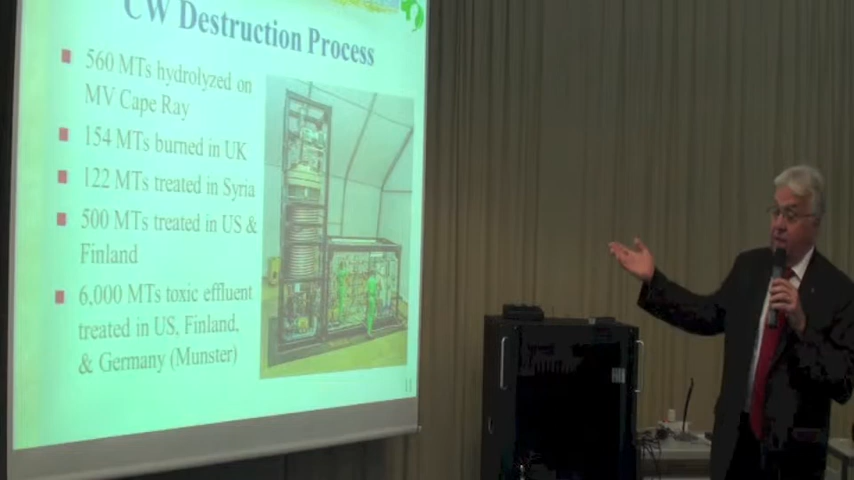 CW Destruction Process
560 MTs hydrolyzed on
MV Cape Ray
154 MTs burned in UK
122 MTs treated in Syria
500 MTs treated in US &
Finland
6,000 MTs toxic effluent
treated in US, Finland,
& Germany (Munster)
11